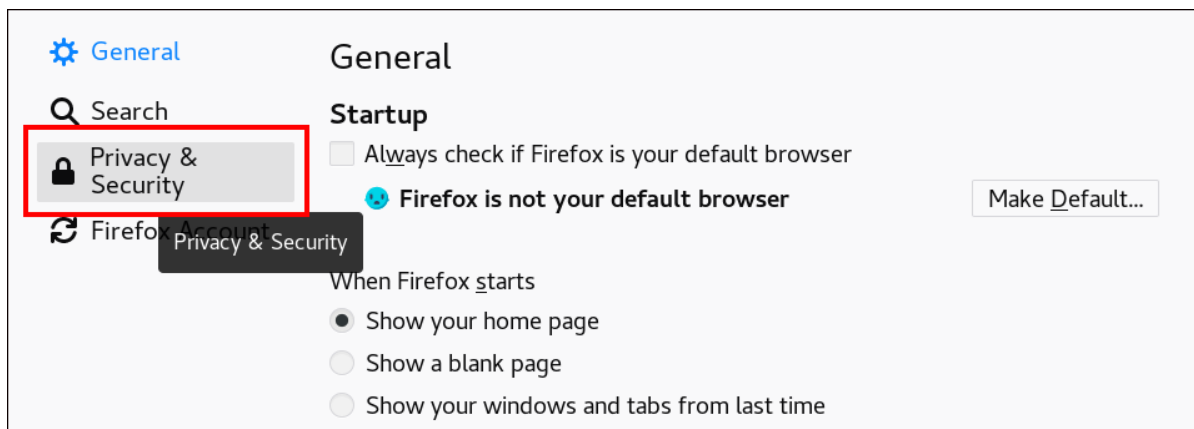 General
Search
Privacy &
Security
Firefox Account
Privacy & Security
General
Startup
Always check if Firefox is your default browser
Firefox is not your default browser
Make Default...
When Firefox starts
Show your home page
Show a blank page
Show your windows and tabs from last time